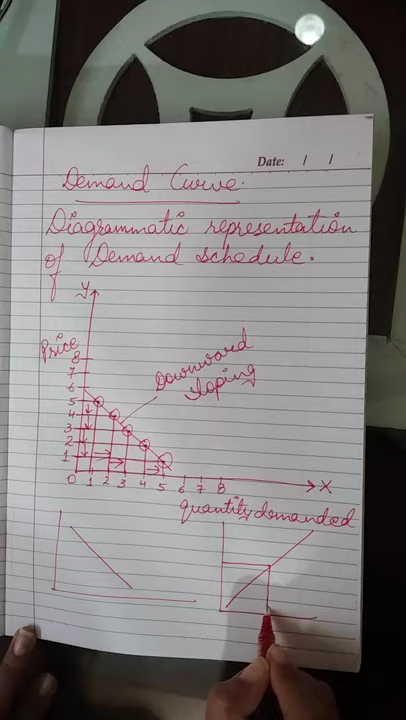 Date: / /
Demand Curve.
Diagrammatic representation
of Demand schedule.
Y
Price
8
7
6
5
4
3
2
1
Downward
sloping
0 1 2 3 4 5 6 7 8 X
quantity demanded